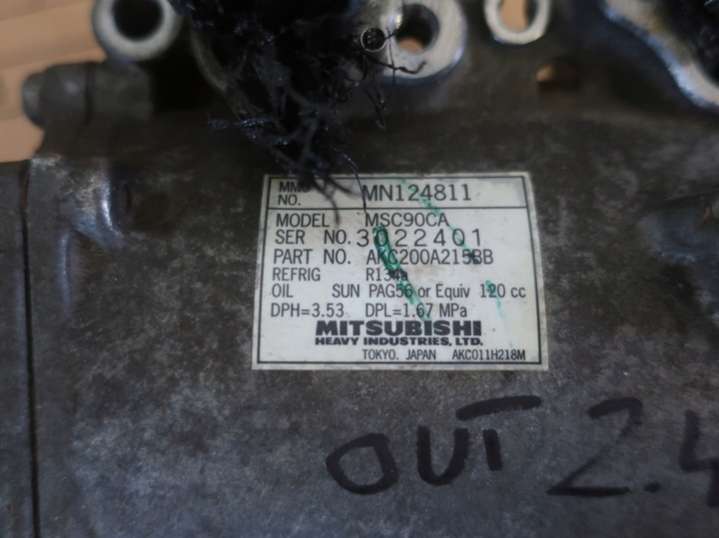 MMC NO. MN124811
MODEL MSC90CA
SER NO. 3022401
PART NO. AKC200A215BB
REFRIG R134a
OIL SUN PAG56 or Equiv 120 cc
DPH=3.53 DPL=1.67 MPa
MITSUBISHI
HEAVY INDUSTRIES, LTD.
TOKYO. JAPAN AKC011H218M
OUT 2.4